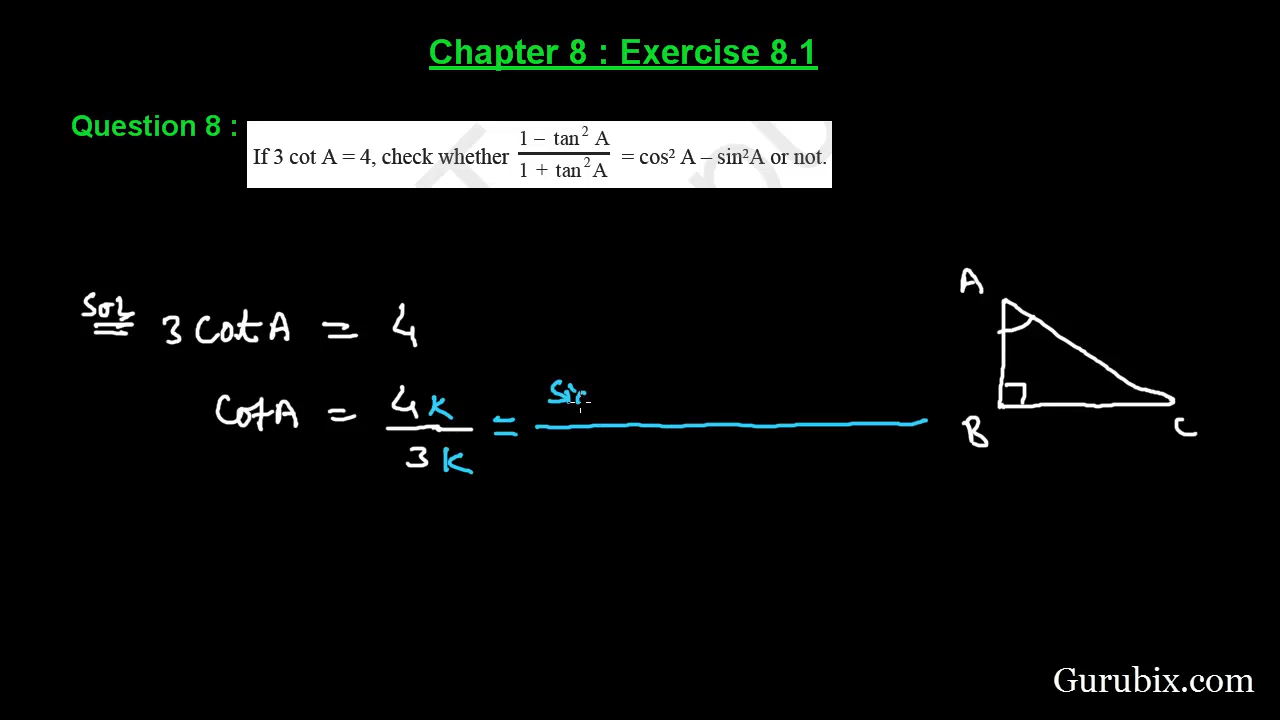 Chapter 8 : Exercise 8.1
Question 8 :
If 3 cot A = 4, check whether (1 – tan² A)/(1 + tan² A) = cos² A – sin²A or not.
Sol
3 cot A = 4
cot A = 4K/3K =
A
B
C
Gurubix.com